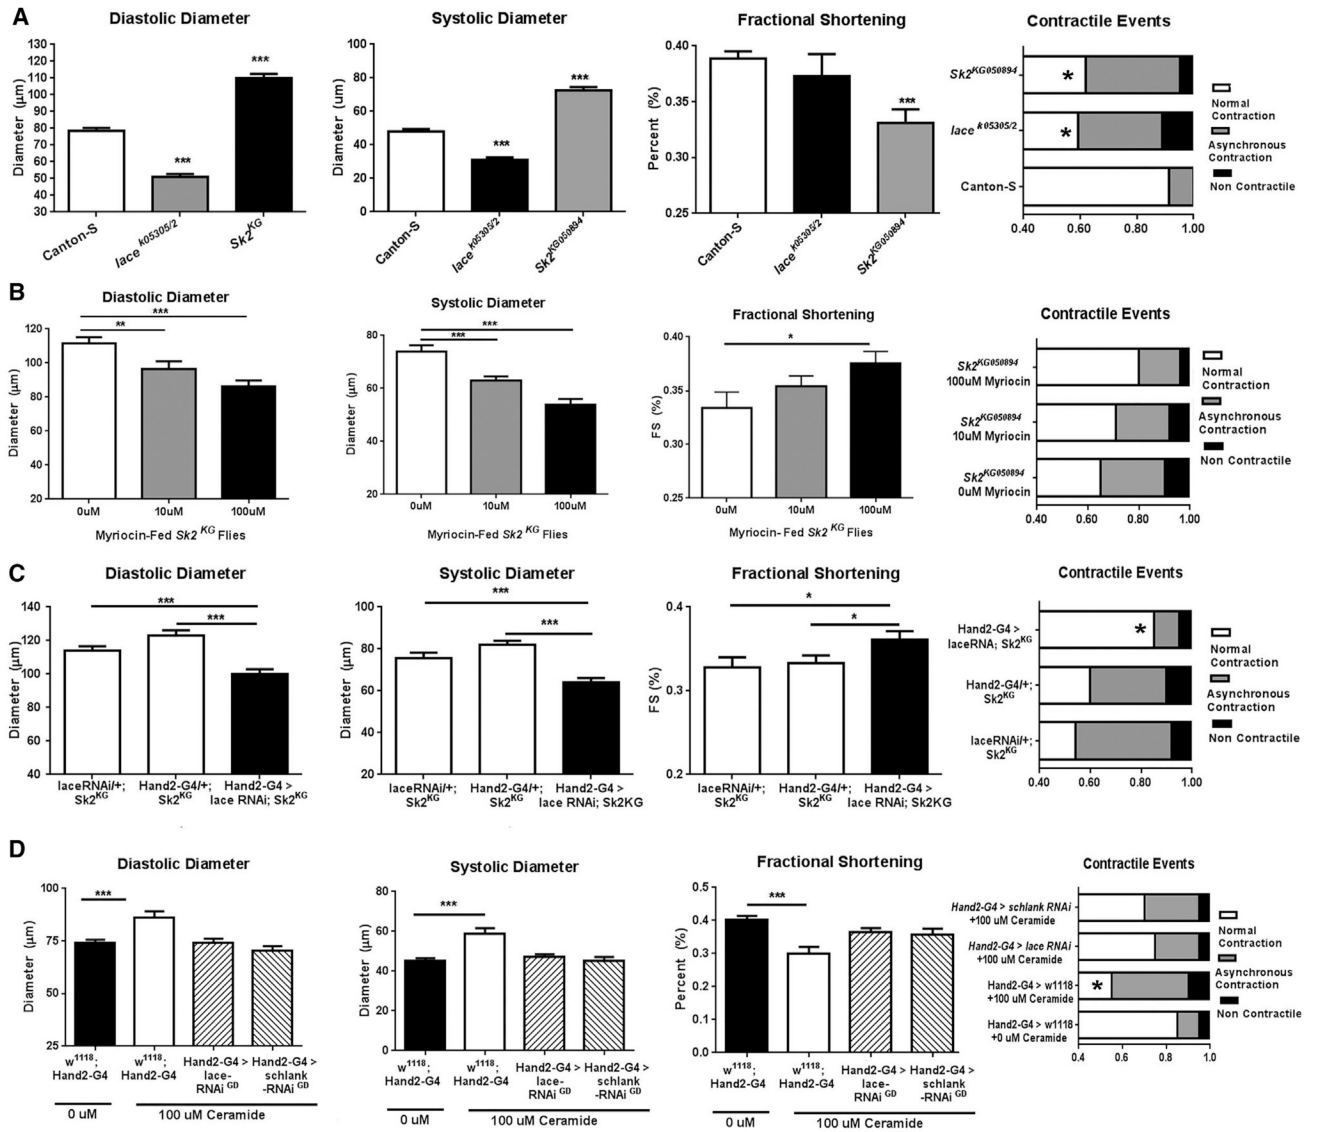 A
Diastolic Diameter
Diameter (µm)
130
120
110
100
90
80
70
60
50
40
30
***
***
Canton-S
lace k05305/2
Sk2KG
Systolic Diameter
Diameter (um)
100
80
60
40
20
0
***
***
Canton-S
lace k05305/2
Sk2KG050894
Fractional Shortening
Percent (%)
0.40
0.35
0.30
0.25
***
Canton-S
lace k05305/2
Sk2KG050894
Contractile Events
Sk2KG050894
lace k05305/2
Canton-S
*
*
0.40 0.60 0.80 1.00
Normal
Contraction
Asynchronous
Contraction
Non Contractile
B
Diastolic Diameter
Diameter (µm)
120
100
80
60
40
20
***
**
0uM 10uM 100uM
Myriocin-Fed Sk2 KG Flies
Systolic Diameter
Diameter (µm)
80
60
40
20
***
***
0uM 10uM 100uM
Myriocin-Fed Sk2 KG Flies
Fractional Shortening
FS (%)
0.40
0.35
0.30
0.25
*
0uM 10uM 100uM
Myriocin- Fed Sk2 KG Flies
Contractile Events
Sk2KG050894
100uM Myriocin
Sk2KG050894
10uM Myriocin
Sk2KG050894
0uM Myriocin
0.40 0.60 0.80 1.00
Normal
Contraction
Asynchronous
Contraction
Non Contractile
C
Diastolic Diameter
Diameter (µm)
140
120
100
80
60
40
***
***
laceRNAi/+;
Sk2KG
Hand2-G4/+;
Sk2KG
Hand2-G4 >
lace RNAi; Sk2KG
Systolic Diameter
Diameter (µm)
100
80
60
40
20
***
***
laceRNAi/+;
Sk2KG
Hand2-G4/+;
Sk2KG
Hand2-G4 >
lace RNAi; Sk2KG
Fractional Shortening
FS (%)
0.4
0.3
0.2
*
*
laceRNAi/+;
Sk2KG
Hand2-G4/+;
Sk2KG
Hand2-G4 >
lace RNAi; Sk2KG
Contractile Events
Hand2-G4 >
laceRNA; Sk2KG
Hand2-G4/+;
Sk2KG
laceRNAi/+;
Sk2KG
*
0.40 0.60 0.80 1.00
Normal
Contraction
Asynchronous
Contraction
Non Contractile
D
Diastolic Diameter
Diameter (µm)
100
75
50
25
***
w1118;
Hand2-G4
w1118;
Hand2-G4
Hand2-G4 >
lace-
RNAi GD
Hand2-G4 >
schlank
-RNAi GD
0 uM
100 uM Ceramide
Systolic Diameter
Diameter (µm)
80
60
40
20
0
***
w1118;
Hand2-G4
w1118;
Hand2-G4
Hand2-G4 >
lace-
RNAi GD
Hand2-G4 >
schlank
-RNAi GD
0 uM
100 uM Ceramide
Fractional Shortening
Percent (%)
0.5
0.4
0.3
0.2
0.1
0.0
***
w1118;
Hand2-G4
w1118;
Hand2-G4
Hand2-G4 >
lace-
RNAi GD
Hand2-G4 >
schlank
-RNAi GD
0 uM
100 uM Ceramide
Contractile Events
Hand2-G4 > schlank RNAi
+100 uM Ceramide
Hand2-G4 > lace RNAi
+100 uM Ceramide
Hand2-G4 > w1118
+100 uM Ceramide
Hand2-G4 > w1118
+0 uM Ceramide
*
0.4 0.6 0.8 1.0
Normal
Contraction
Asynchronous
Contraction
Non Contractile